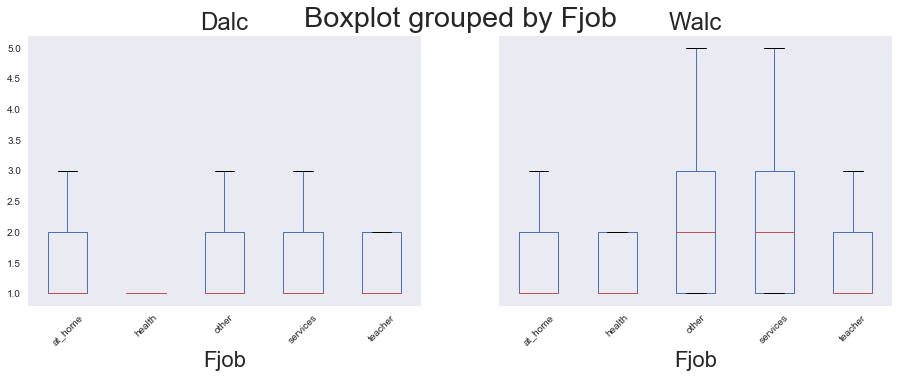 Boxplot grouped by Fjob
Dalc
Walc
5.0
4.5
4.0
3.5
3.0
2.5
2.0
1.5
1.0
at_home health other services teacher
at_home health other services teacher
Fjob
Fjob